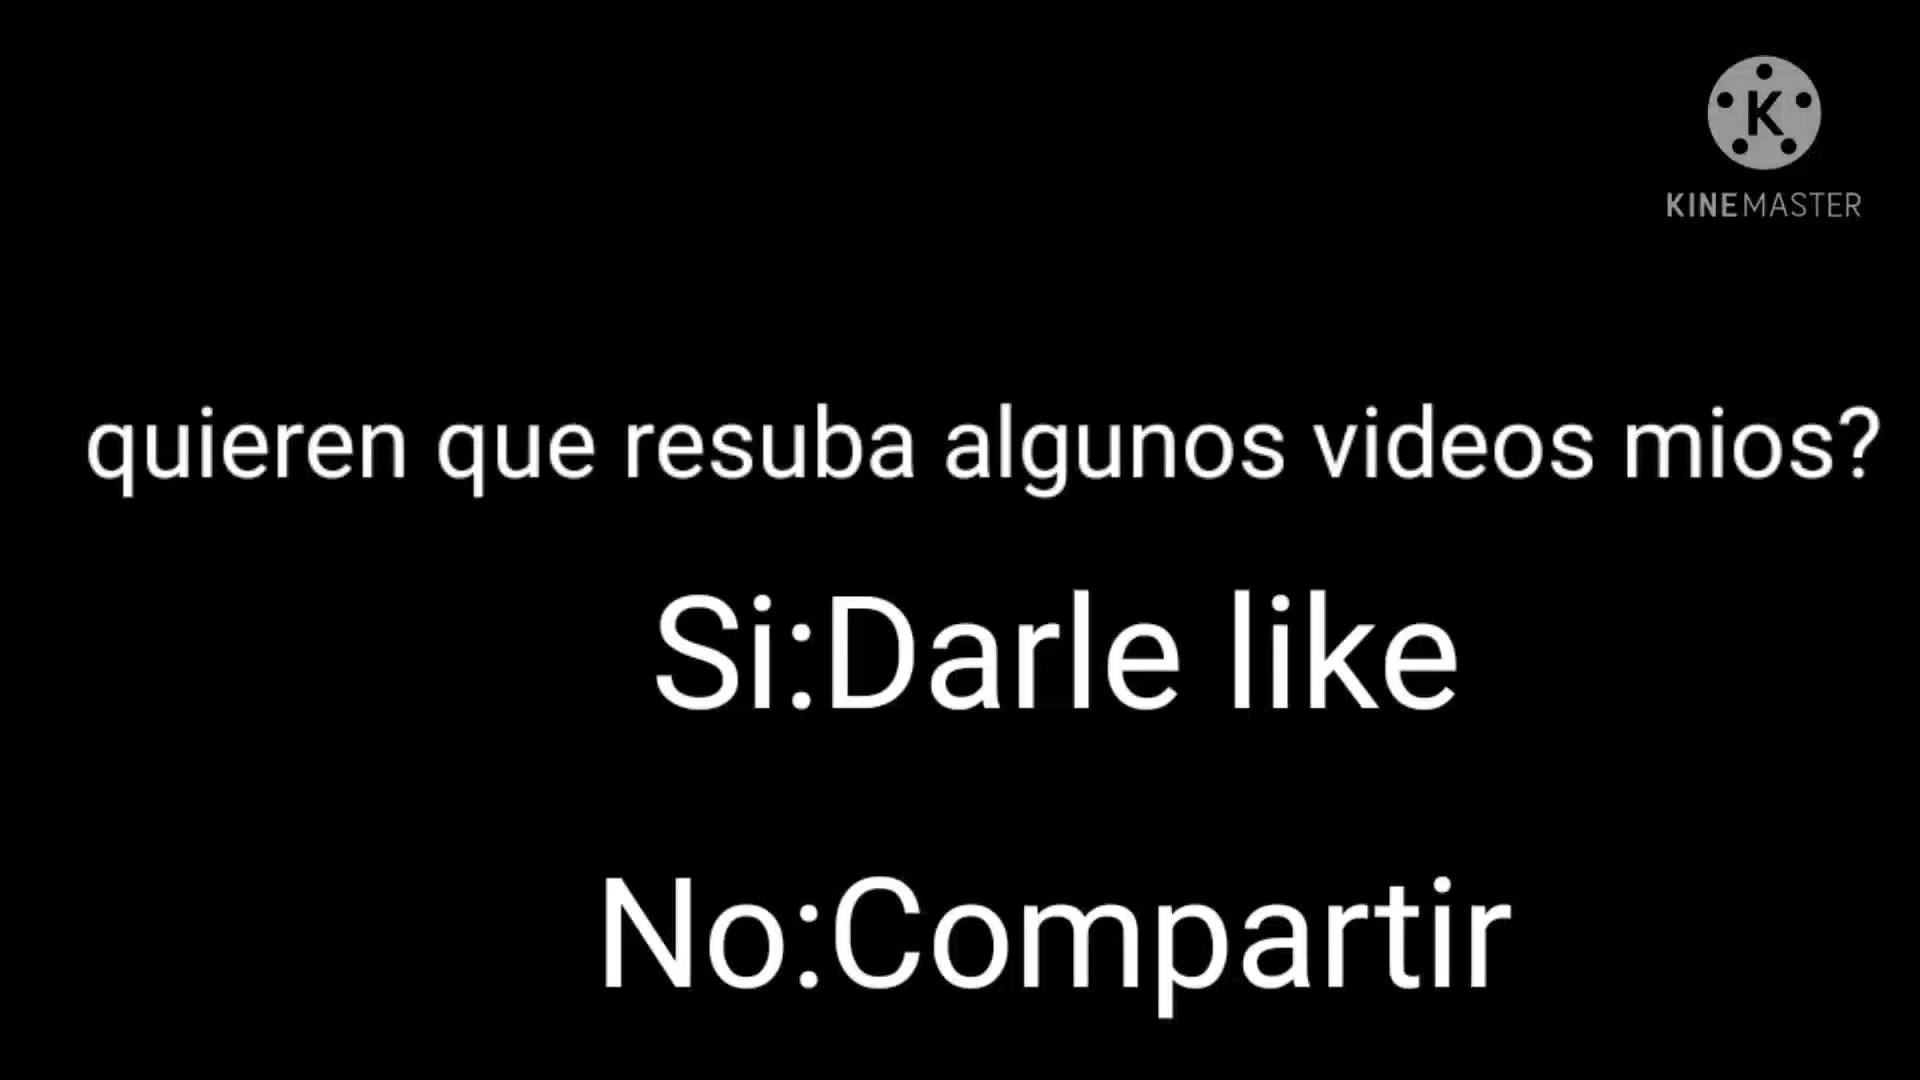 K
KINEMASTER
quieren que resuba algunos videos mios?
Si:Darle like
No:Compartir